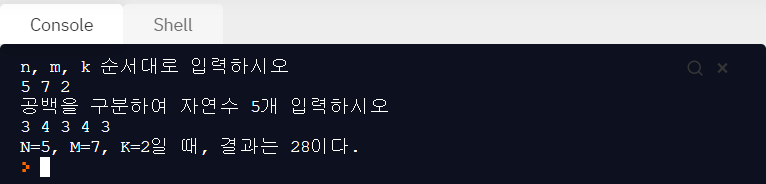 Console Shell
n, m, k 순서대로 입력하시오
5 7 2
공백을 구분하여 자연수 5개 입력하시오
3 4 3 4 3
N=5, M=7, K=2일 때, 결과는 28이다.
>